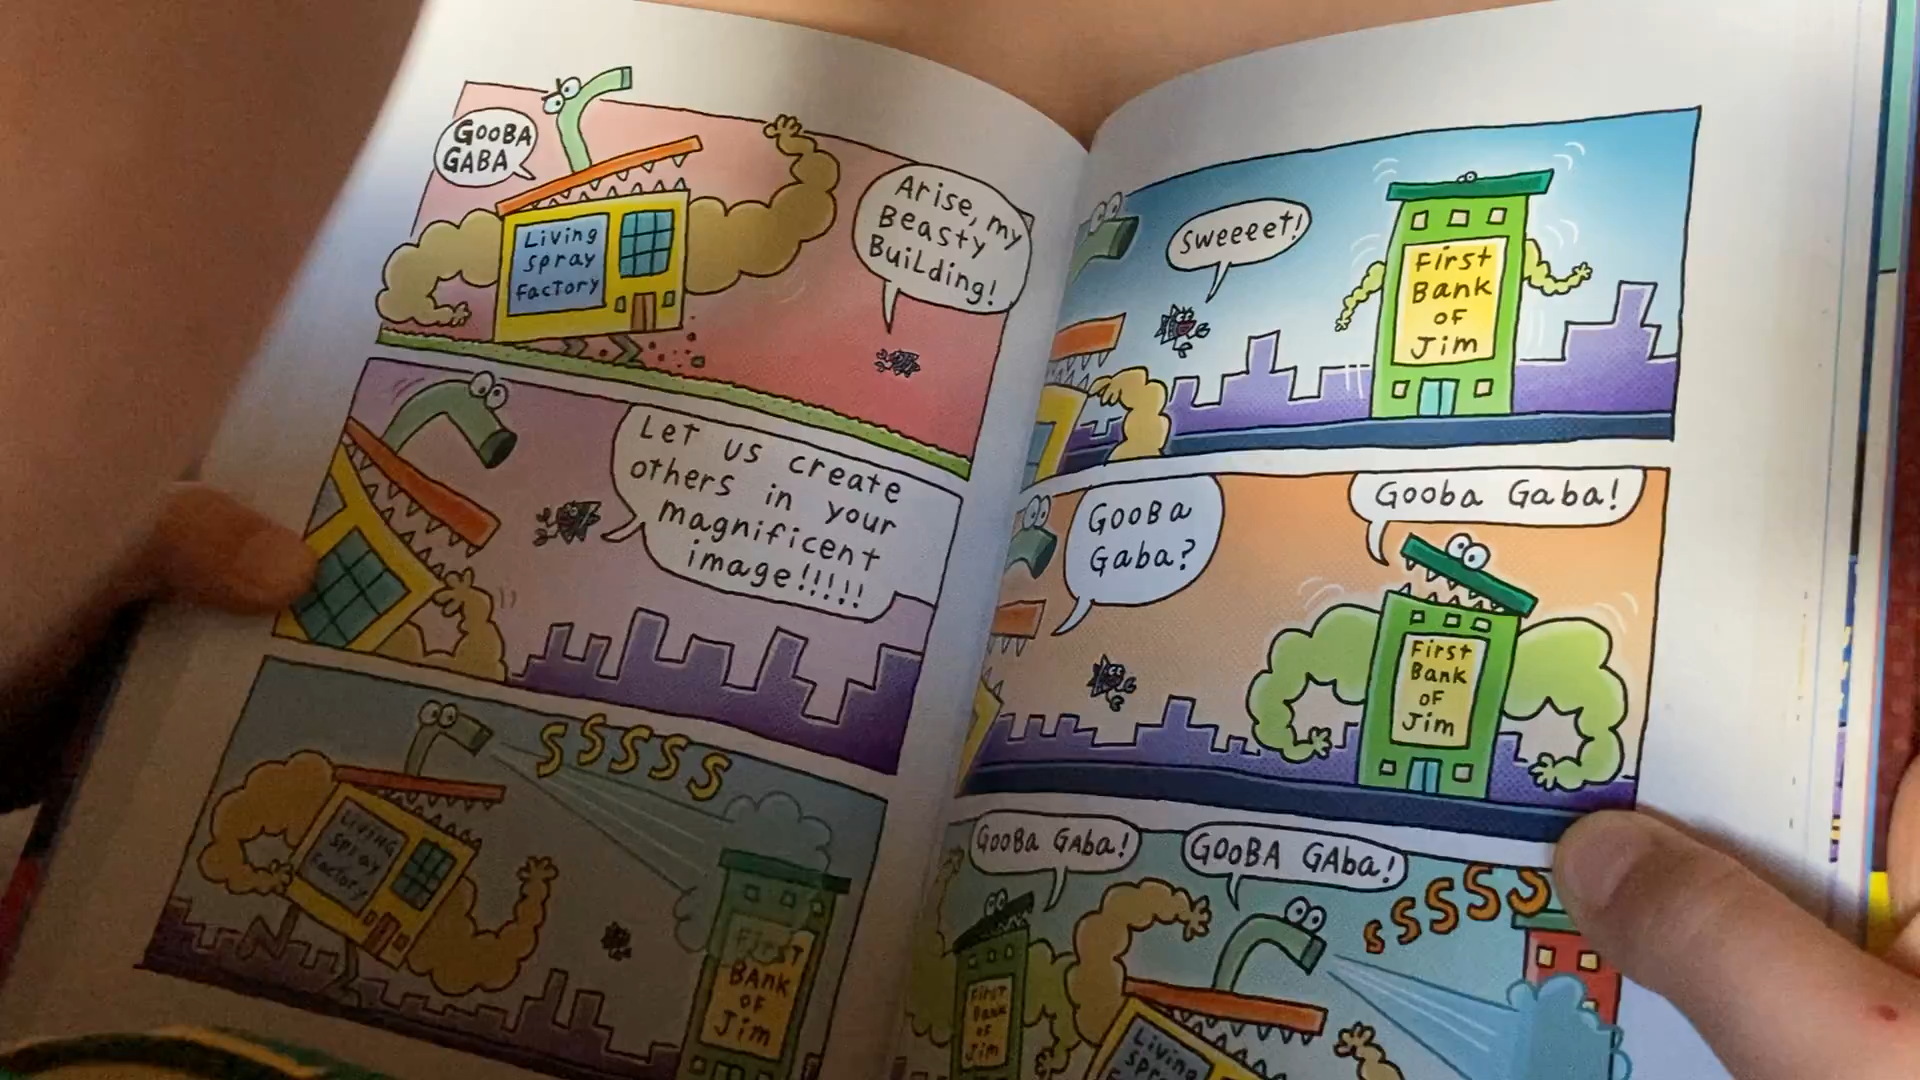 GOOBA
GABA
Arise, my
Beasty
Building!
Living
spray
factory
Let us create
others in your
magnificent
image!!!!!
SSSSS
LIVING
Spray
Factory
First
BANK
OF
Jim
Sweeeet!
First
Bank
OF
Jim
GOOBa
Gaba?
Gooba Gaba!
First
Bank
OF
Jim
GOOBa GABa!
GOOBA GABa!
SSSSS
First
Bank
OF
Jim
Living
Spray